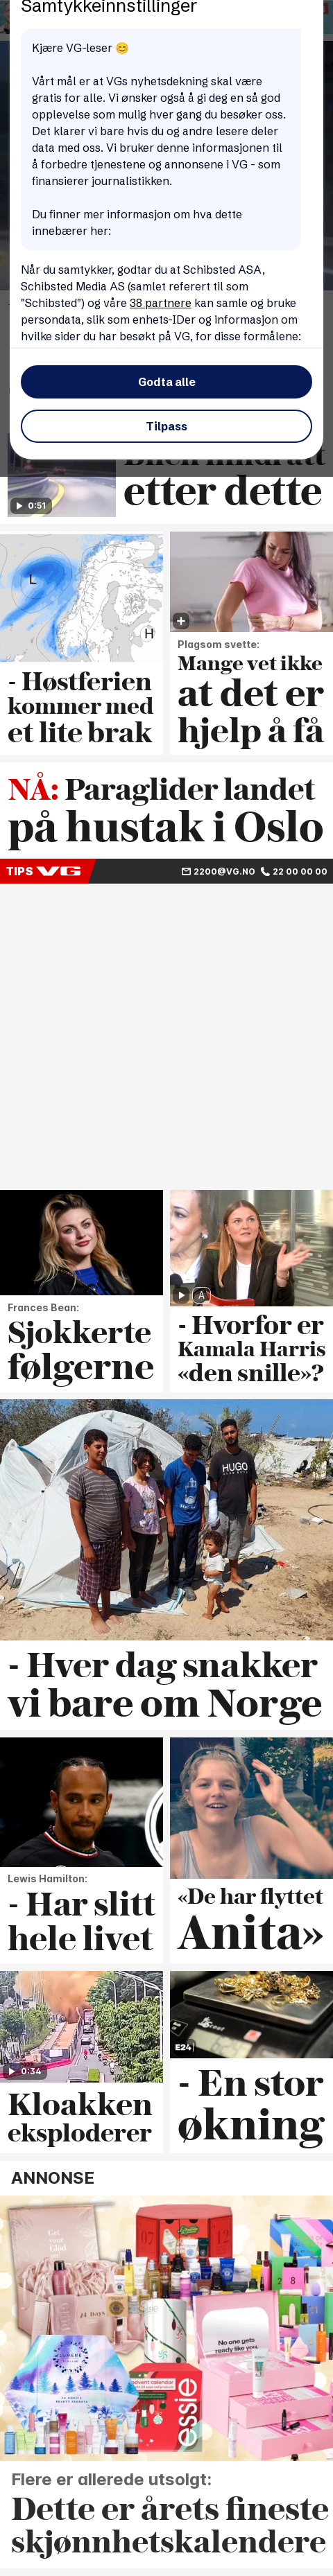 Samtykkeinnstillinger
Kjære VG-leser 😊
Vårt mål er at VGs nyhetsdekning skal være
gratis for alle. Vi ønsker også å gi deg en så god
opplevelse som mulig hver gang du besøker oss.
Det klarer vi bare hvis du og andre lesere deler
data med oss. Vi bruker denne informasjonen til
å forbedre tjenestene og annonsene i VG - som
finansierer journalistikken.
Du finner mer informasjon om hva dette
innebærer her:
Når du samtykker, godtar du at Schibsted ASA,
Schibsted Media AS (samlet referert til som
"Schibsted") og våre 38 partnere kan samle og bruke
persondata, slik som enhets-IDer og informasjon om
hvilke sider du har besøkt på VG, for disse formålene:
Godta alle
Tilpass
etter dette
0:51
L
H
- Høstferien
kommer med
et lite brak
Plagsom svette:
Mange vet ikke
at det er
hjelp å få
NÅ: Paraglider landet
på hustak i Oslo
TIPS VG
2200@VG.NO
22 00 00 00
Frances Bean:
Sjokkerte
følgerne
A
- Hvorfor er
Kamala Harris
«den snille»?
HUGO
- Hver dag snakker
vi bare om Norge
Lewis Hamilton:
- Har slitt
hele livet
«De har flyttet
Anita»
0:34
Kloakken
eksploderer
E24
- En stor
økning
ANNONSE
24 Days
07
12
8
No one gets
ready like you.
advent calendar
essie
Flere er allerede utsolgt:
Dette er årets fineste
skjønnhetskalendere